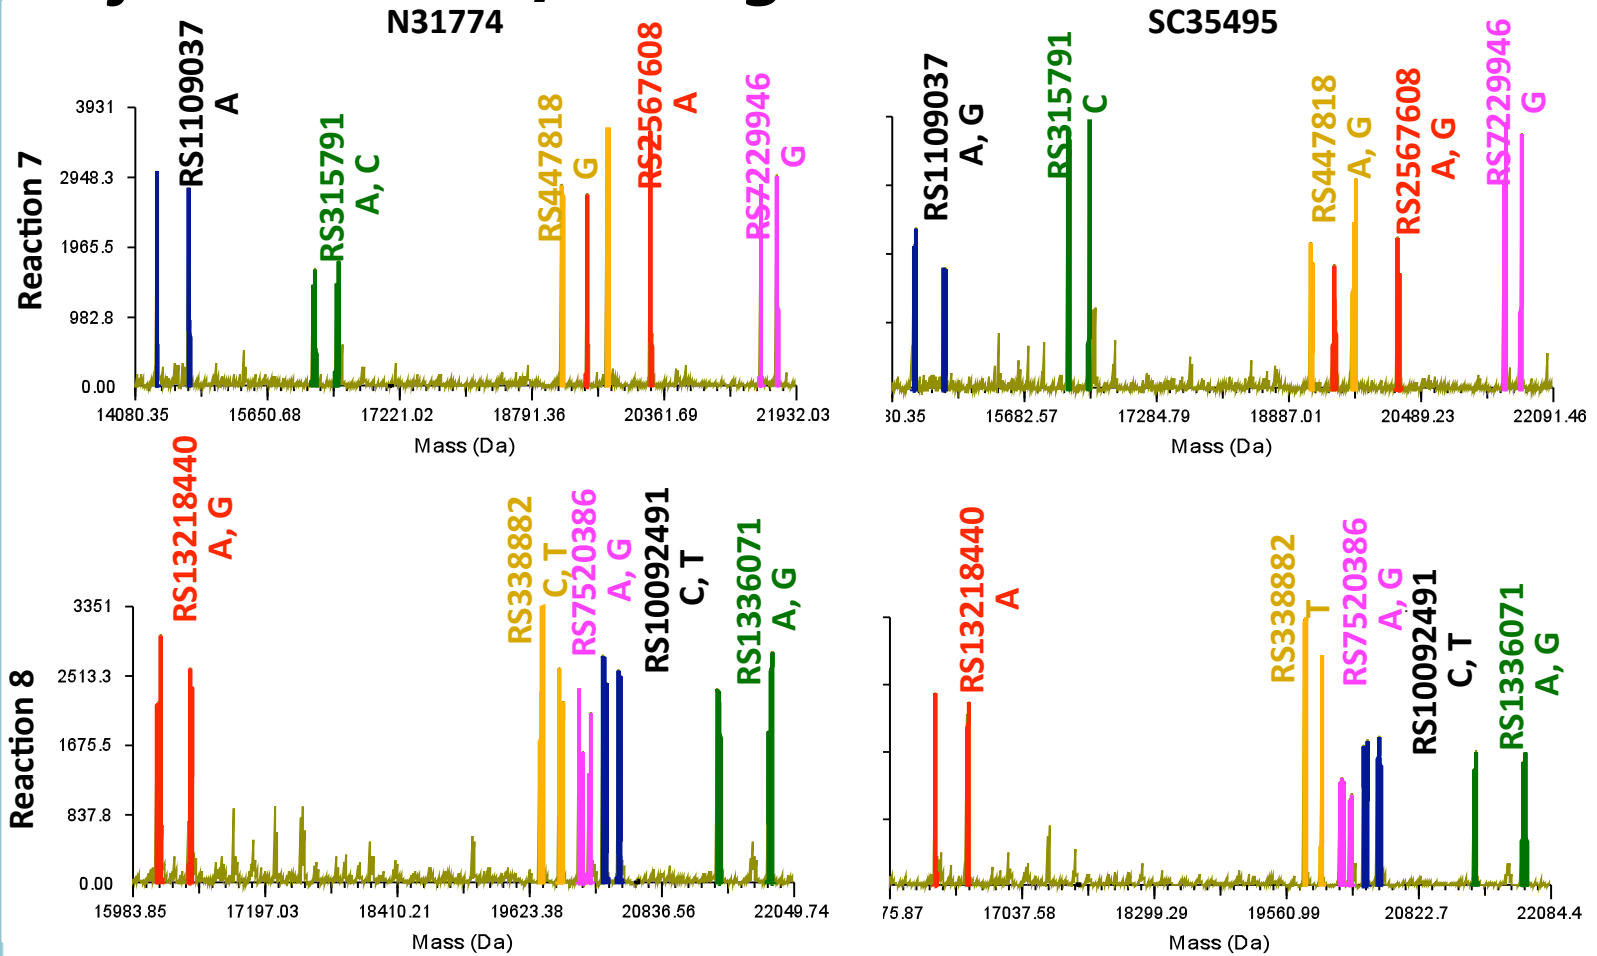 N31774
SC35495
Reaction 7
3931
2948.3
1965.5
982.8
0.00
RS1109037
A
RS315791
A, C
RS447818
G
RS2567608
A
RS7229946
G
14080.35
15650.68
17221.02
18791.36
20361.69
21932.03
Mass (Da)
RS1109037
A, G
RS315791
C
RS447818
A, G
RS2567608
A, G
RS7229946
G
30.35
15682.57
17284.79
18887.01
20489.23
22091.46
Mass (Da)
Reaction 8
3351
2513.3
1675.5
837.8
0.00
RS13218440
A, G
RS338882
C, T
RS7520386
A, G
RS10092491
C, T
RS1336071
A, G
15983.85
17197.03
18410.21
19623.38
20836.56
22049.74
Mass (Da)
RS13218440
A
RS338882
T
RS7520386
A, G
RS10092491
C, T
RS1336071
A, G
75.87
17037.58
18299.29
19560.99
20822.7
22084.4
Mass (Da)